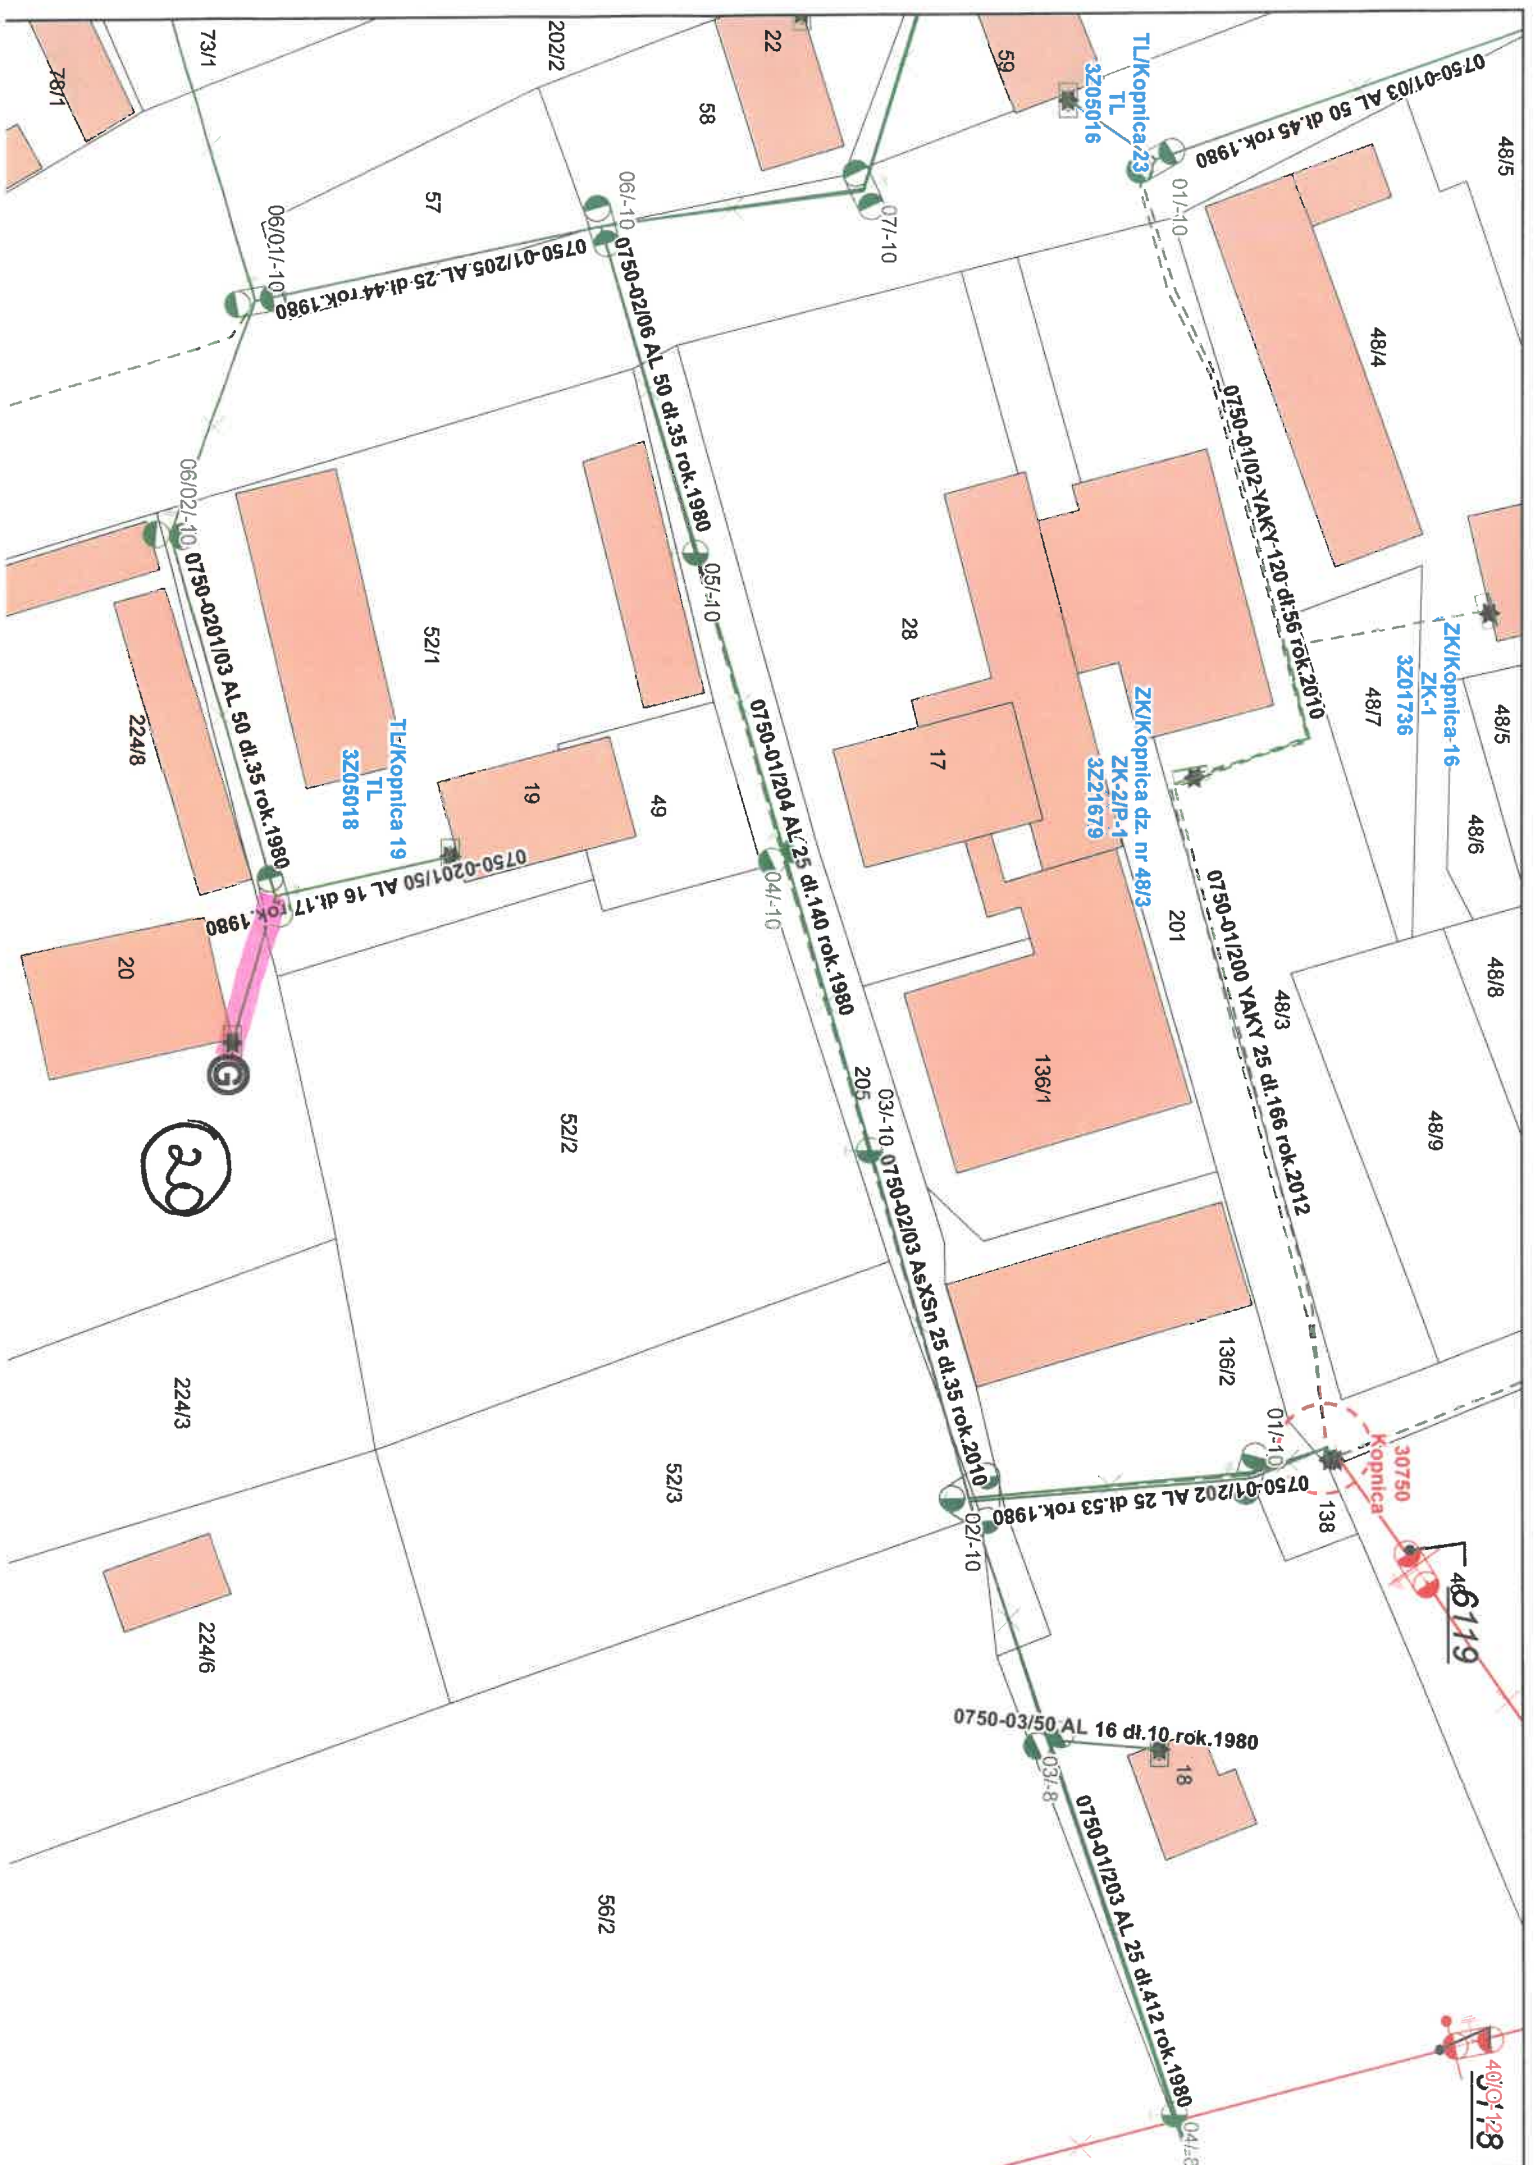 48/5
0750-01/03 AL 50 dł.45 rok.1980
TL/Kopnica 23
TL
3Z05016
59
22
58
202/2
73/1
78/1
01/-10
07/-10
06/-10
57
06/01/-10
0750-01/205 AL 25 dł.44 rok.1980
48/4
0750-01/02 YAKY 120 dł.56 rok.2010
0750-02/06 AL 50 dł.35 rok.1980
06/02/-10
05/-10
28
52/1
ZK/Kopnica 16
ZK-1
3Z01736
48/5
48/7
48/6
ZK/Kopnica dz. nr 48/3
ZK-2/P-1
3Z21679
17
49
19
TL/Kopnica 19
TL
3Z05018
224/8
0750-0201/03 AL 50 dł.35 rok.1980
0750-01/204 AL 25 dł.140 rok.1980
04/-10
0750-0201/50 AL 16 dł.17 rok.1980
20
G
20
201
0750-01/200 YAKY 25 dł.166 rok.2012
48/3
48/8
48/9
136/1
205
03/-10
52/2
0750-02/03 AsXSn 25 dł.35 rok.2010
136/2
224/3
01/-10
30750
Kopnica
138
0750-01/202 AL 25 dł.53 rok.1980
02/-10
52/3
6119
224/6
0750-03/50 AL 16 dł.10 rok.1980
18
03/-8
0750-01/203 AL 25 dł.412 rok.1980
56/2
04/-8